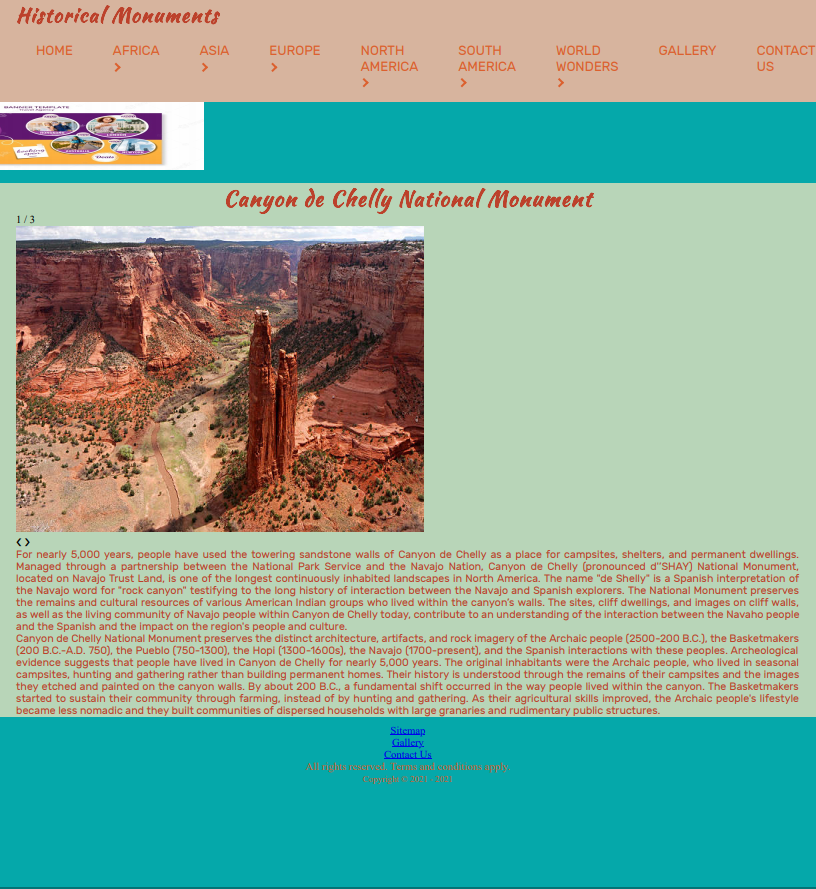 Historical Monuments
HOME
AFRICA
ASIA
EUROPE
NORTH AMERICA
SOUTH AMERICA
WORLD WONDERS
GALLERY
CONTACT US
BANNER TEMPLATE
Canyon de Chelly National Monument
1 / 3
For nearly 5,000 years, people have used the towering sandstone walls of Canyon de Chelly as a place for campsites, shelters, and permanent dwellings.
Managed through a partnership between the National Park Service and the Navajo Nation, Canyon de Chelly (pronounced d''SHAY) National Monument,
located on Navajo Trust Land, is one of the longest continuously inhabited landscapes in North America. The name "de Shelly" is a Spanish interpretation of
the Navajo word for "rock canyon" testifying to the long history of interaction between the Navajo and Spanish explorers. The National Monument preserves
the remains and cultural resources of various American Indian groups who lived within the canyon's walls. The sites, cliff dwellings, and images on cliff walls,
as well as the living community of Navajo people within Canyon de Chelly today, contribute to an understanding of the interaction between the Navaho people
and the Spanish and the impact on the region's people and culture.
Canyon de Chelly National Monument preserves the distinct architecture, artifacts, and rock imagery of the Archaic people (2500-200 B.C.), the Basketmakers
(200 B.C.-A.D. 750), the Pueblo (750-1300), the Hopi (1300-1600s), the Navajo (1700-present), and the Spanish interactions with these peoples. Archeological
evidence suggests that people have lived in Canyon de Chelly for nearly 5,000 years. The original inhabitants were the Archaic people, who lived in seasonal
campsites, hunting and gathering rather than building permanent homes. Their history is understood through the remains of their campsites and the images
they etched and painted on the canyon walls. By about 200 B.C., a fundamental shift occurred in the way people lived within the canyon. The Basketmakers
started to sustain their community through farming, instead of by hunting and gathering. As their agricultural skills improved, the Archaic people's lifestyle
became less nomadic and they built communities of dispersed households with large granaries and rudimentary public structures.
Sitemap
Gallery
Contact Us
All rights reserved. Terms and conditions apply.
Copyright © 2021 - 2021